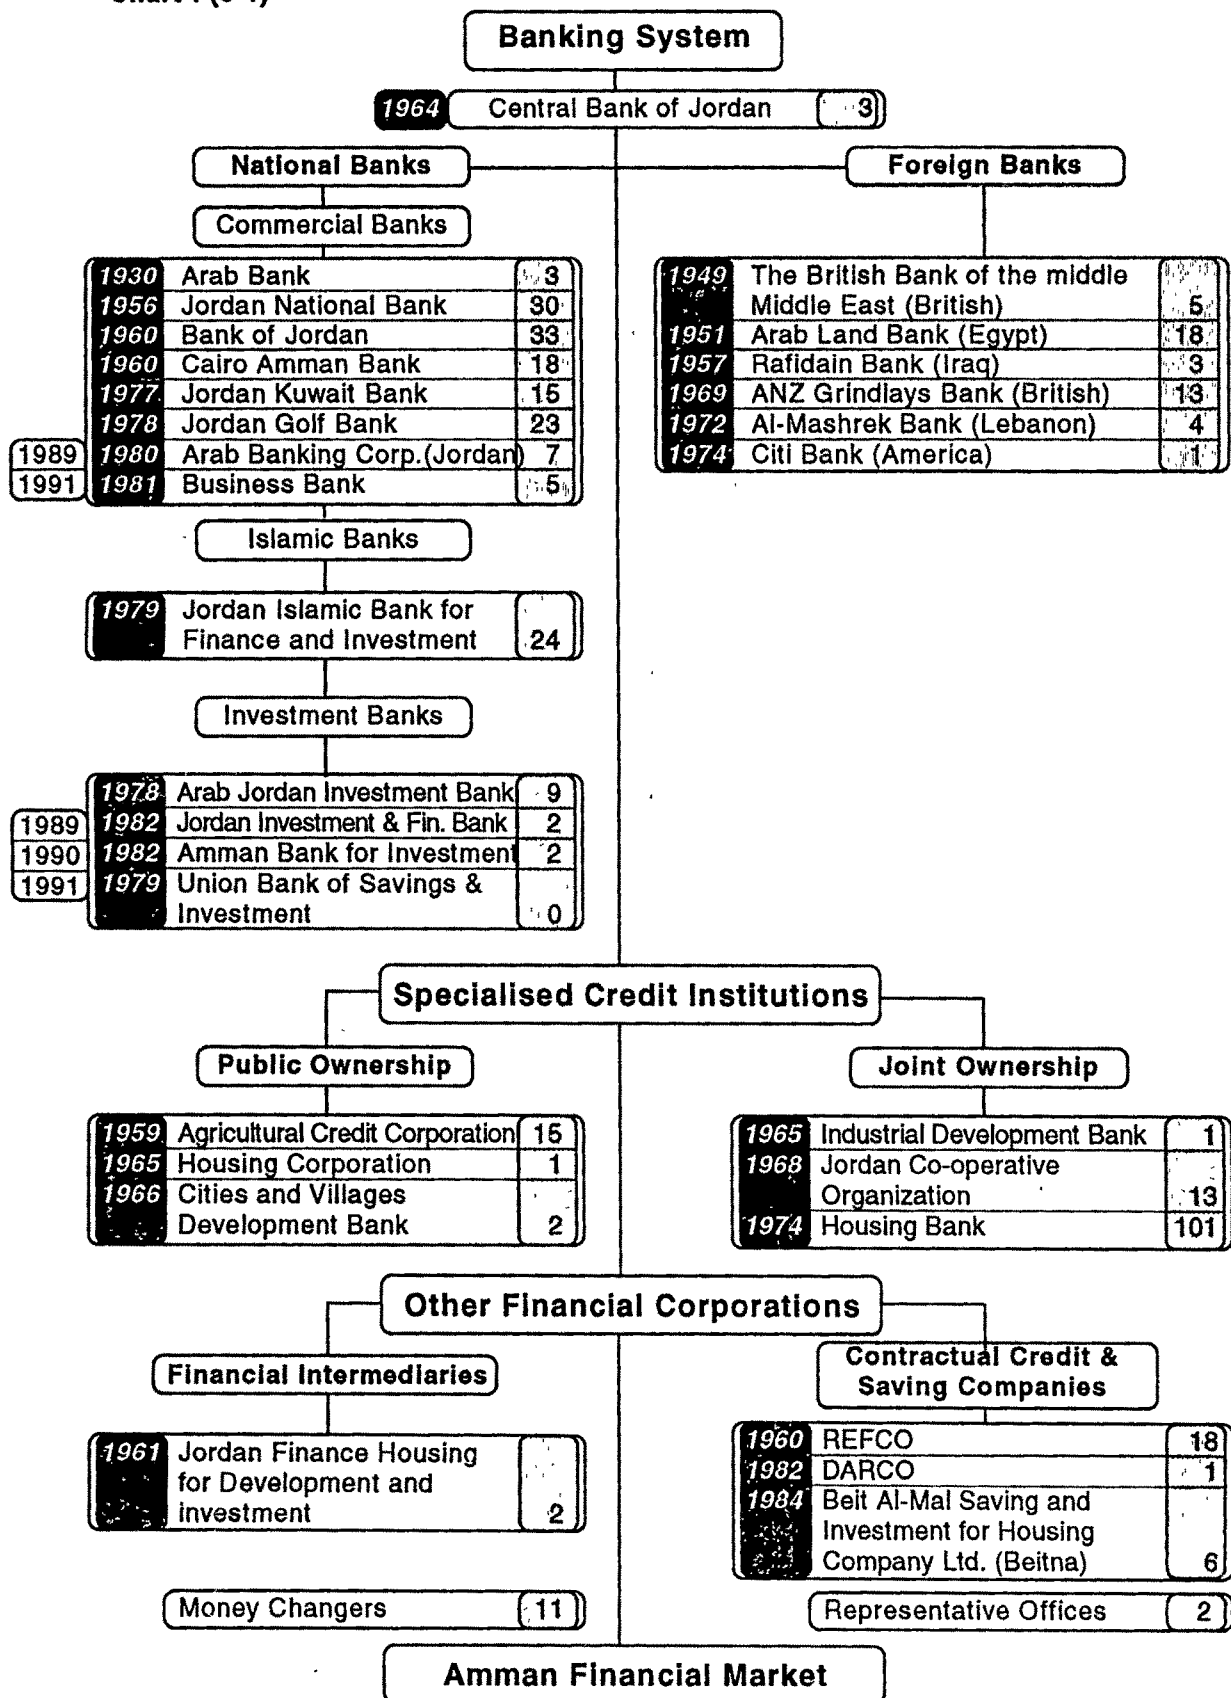 Banking System
1964 Central Bank of Jordan 3
National Banks
Foreign Banks
Commercial Banks
1930 Arab Bank 3
1956 Jordan National Bank 30
1960 Bank of Jordan 33
1960 Cairo Amman Bank 18
1977 Jordan Kuwait Bank 15
1978 Jordan Golf Bank 23
1989 1980 Arab Banking Corp.(Jordan) 7
1991 1981 Business Bank 5
1949 The British Bank of the middle
Middle East (British) 5
1951 Arab Land Bank (Egypt) 18
1957 Rafidain Bank (Iraq) 3
1969 ANZ Grindlays Bank (British) 13
1972 Al-Mashrek Bank (Lebanon) 4
1974 Citi Bank (America) 1
Islamic Banks
1979 Jordan Islamic Bank for
Finance and Investment 24
Investment Banks
1978 Arab Jordan Investment Bank 9
1989 1982 Jordan Investment & Fin. Bank 2
1990 1982 Amman Bank for Investment 2
1991 1979 Union Bank of Savings &
Investment 0
Specialised Credit Institutions
Public Ownership
Joint Ownership
1959 Agricultural Credit Corporation 15
1965 Housing Corporation 1
1966 Cities and Villages
Development Bank 2
1965 Industrial Development Bank 1
1968 Jordan Co-operative
Organization 13
1974 Housing Bank 101
Other Financial Corporations
Financial Intermediaries
Contractual Credit &
Saving Companies
1961 Jordan Finance Housing
for Development and
investment 2
1960 REFCO 18
1982 DARCO 1
1984 Beit Al-Mal Saving and
Investment for Housing
Company Ltd. (Beitna) 6
Money Changers 11
Representative Offices 2
Amman Financial Market